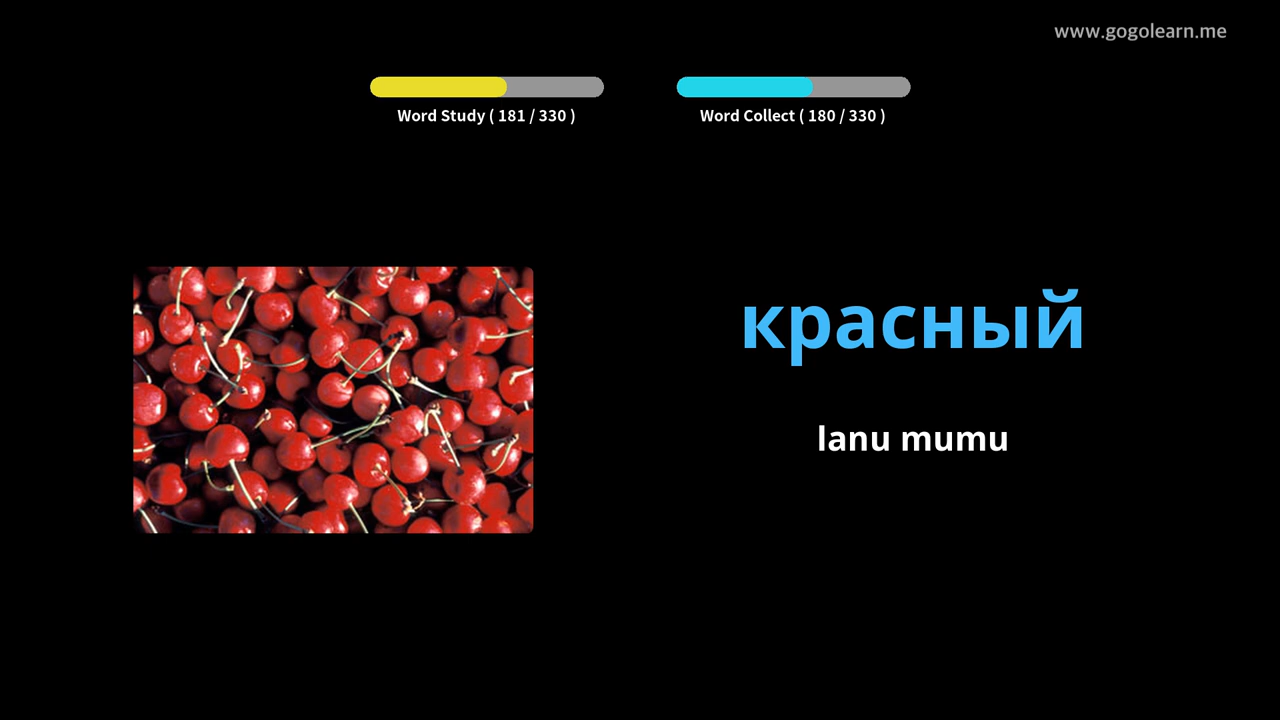 www.gogolearn.me
Word Study ( 181 / 330 )
Word Collect ( 180 / 330 )
красный
lanu mumu